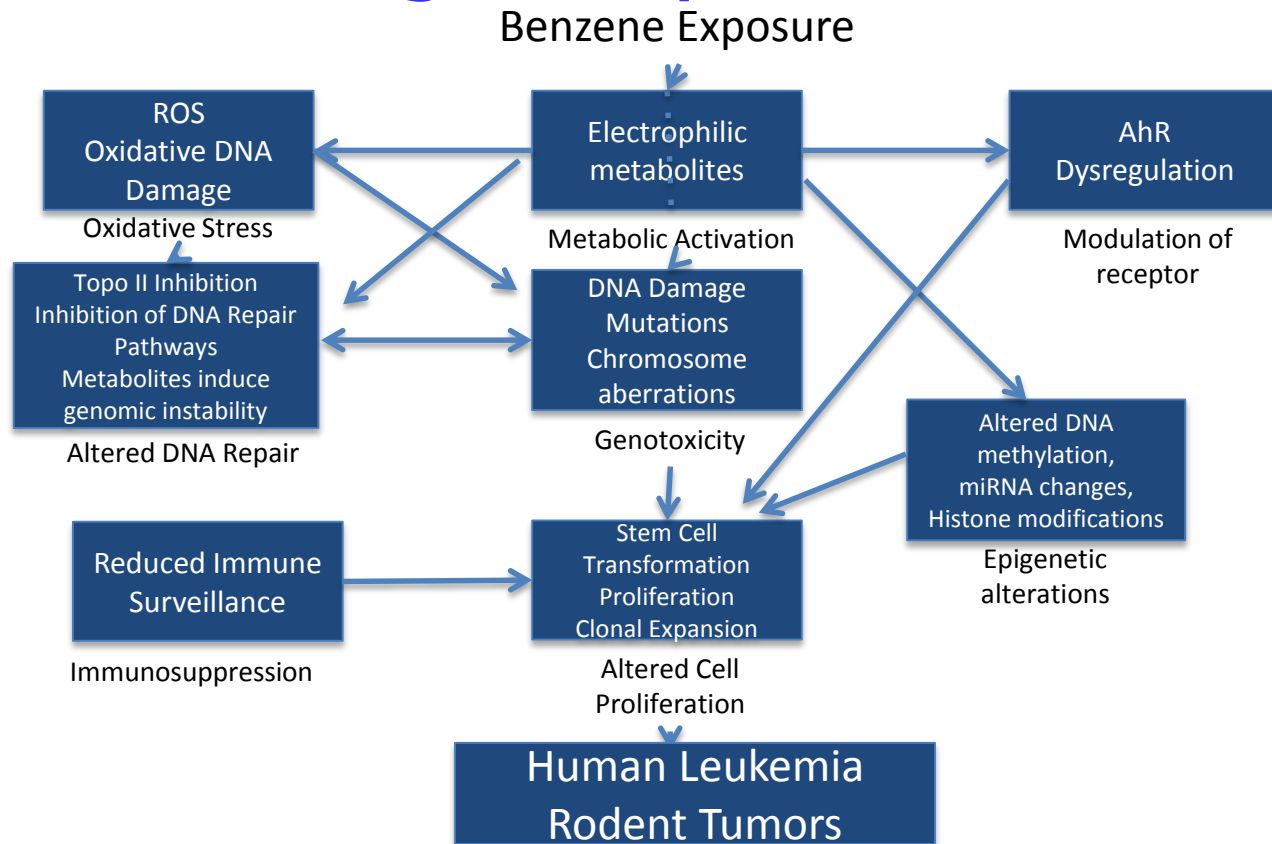 Benzene Exposure
ROS
Oxidative DNA
Damage
Oxidative Stress
Electrophilic
metabolites
Metabolic Activation
AhR
Dysregulation
Modulation of
receptor
Topo II Inhibition
Inhibition of DNA Repair
Pathways
Metabolites induce
genomic instability
Altered DNA Repair
DNA Damage
Mutations
Chromosome
aberrations
Genotoxicity
Altered DNA
methylation,
miRNA changes,
Histone modifications
Epigenetic
alterations
Reduced Immune
Surveillance
Immunosuppression
Stem Cell
Transformation
Proliferation
Clonal Expansion
Altered Cell
Proliferation
Human Leukemia
Rodent Tumors